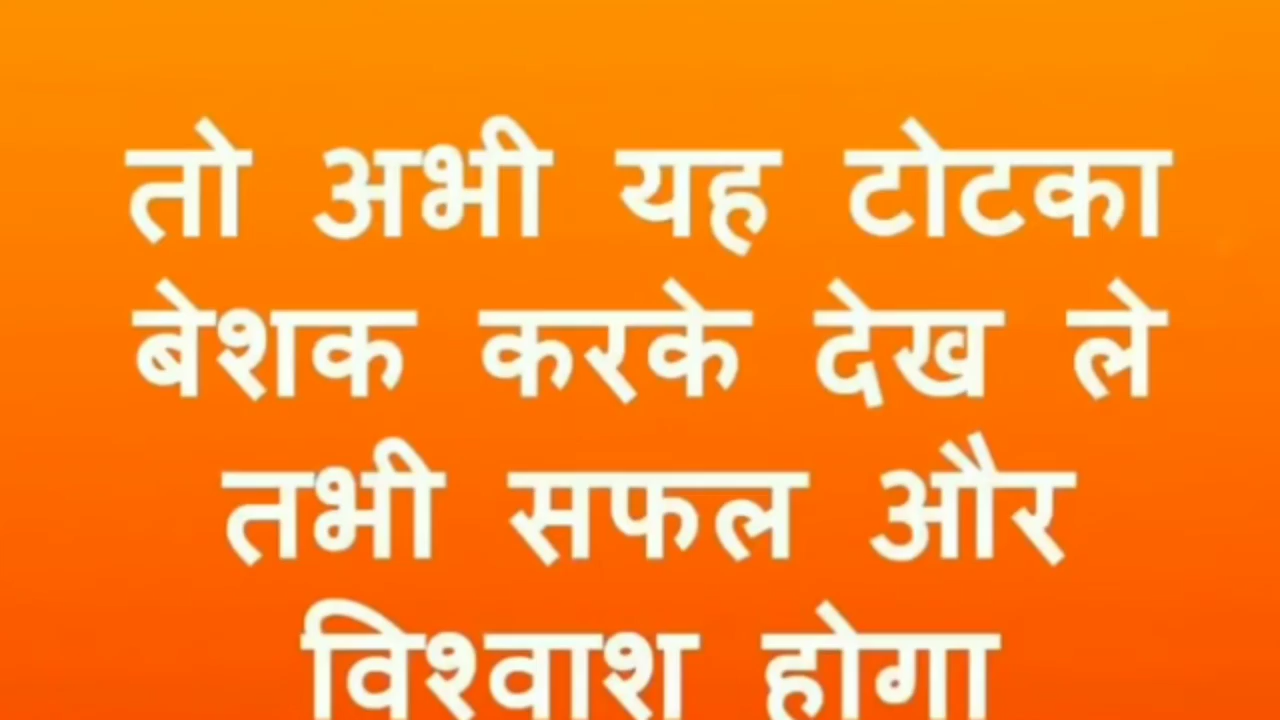 तो अभी यह टोटका
बेशक करके देख ले
तभी सफल और
विश्वाश होगा